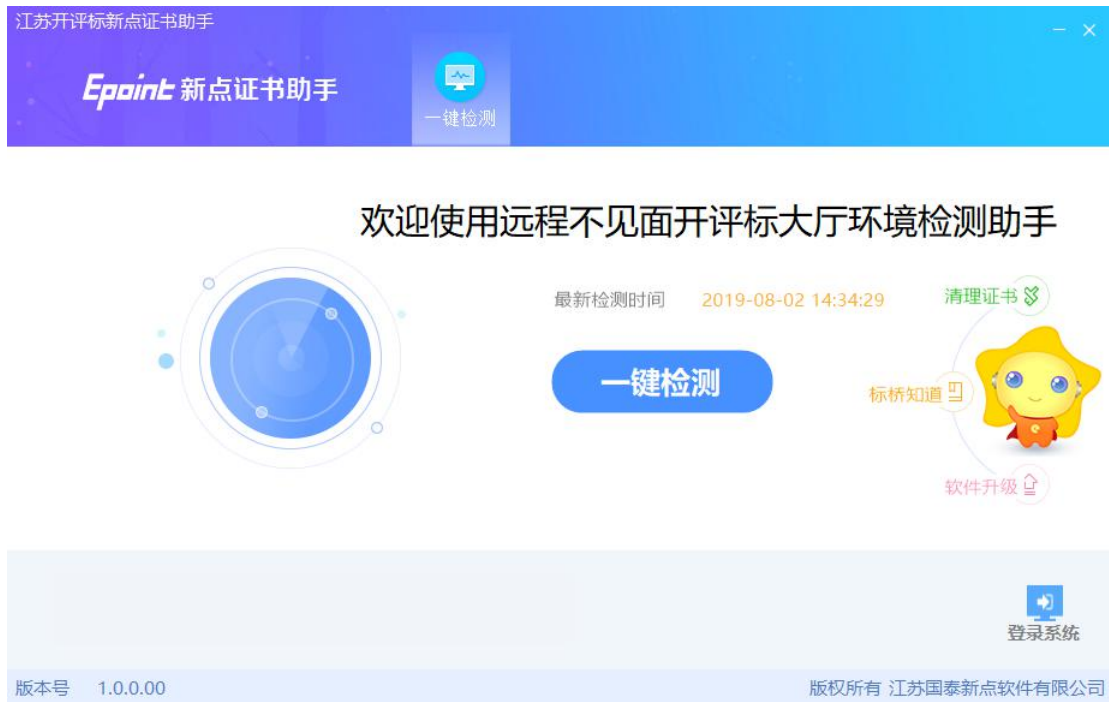 江苏开评标新点证书助手
Epoint 新点证书助手
一键检测
欢迎使用远程不见面开评标大厅环境检测助手
最新检测时间 2019-08-02 14:34:29
清理证书
一键检测
标桥知道
软件升级
登录系统
版本号 1.0.0.00
版权所有 江苏国泰新点软件有限公司